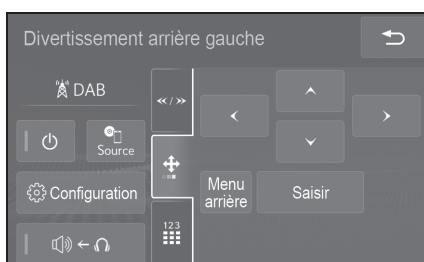 Divertissement arrière gauche
DAB
Source
Configuration
Menu
arrière
Saisir
123